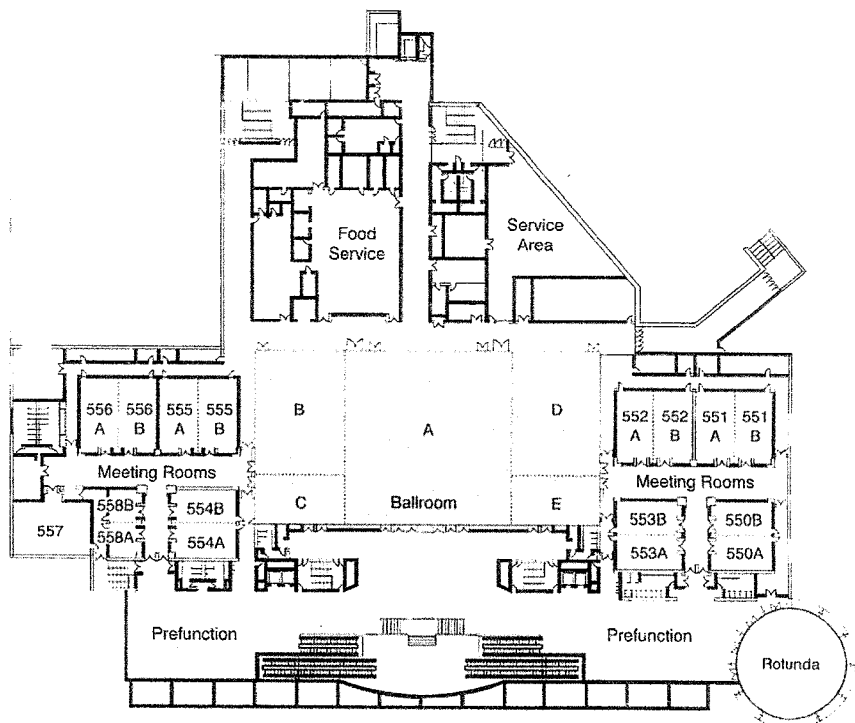 Food
Service
Service
Area
556
A
556
B
555
A
555
B
B
A
D
552
A
552
B
551
A
551
B
Meeting Rooms
Meeting Rooms
C
Ballroom
E
557
558B
558A
554B
554A
553B
553A
550B
550A
Prefunction
Prefunction
Rotunda